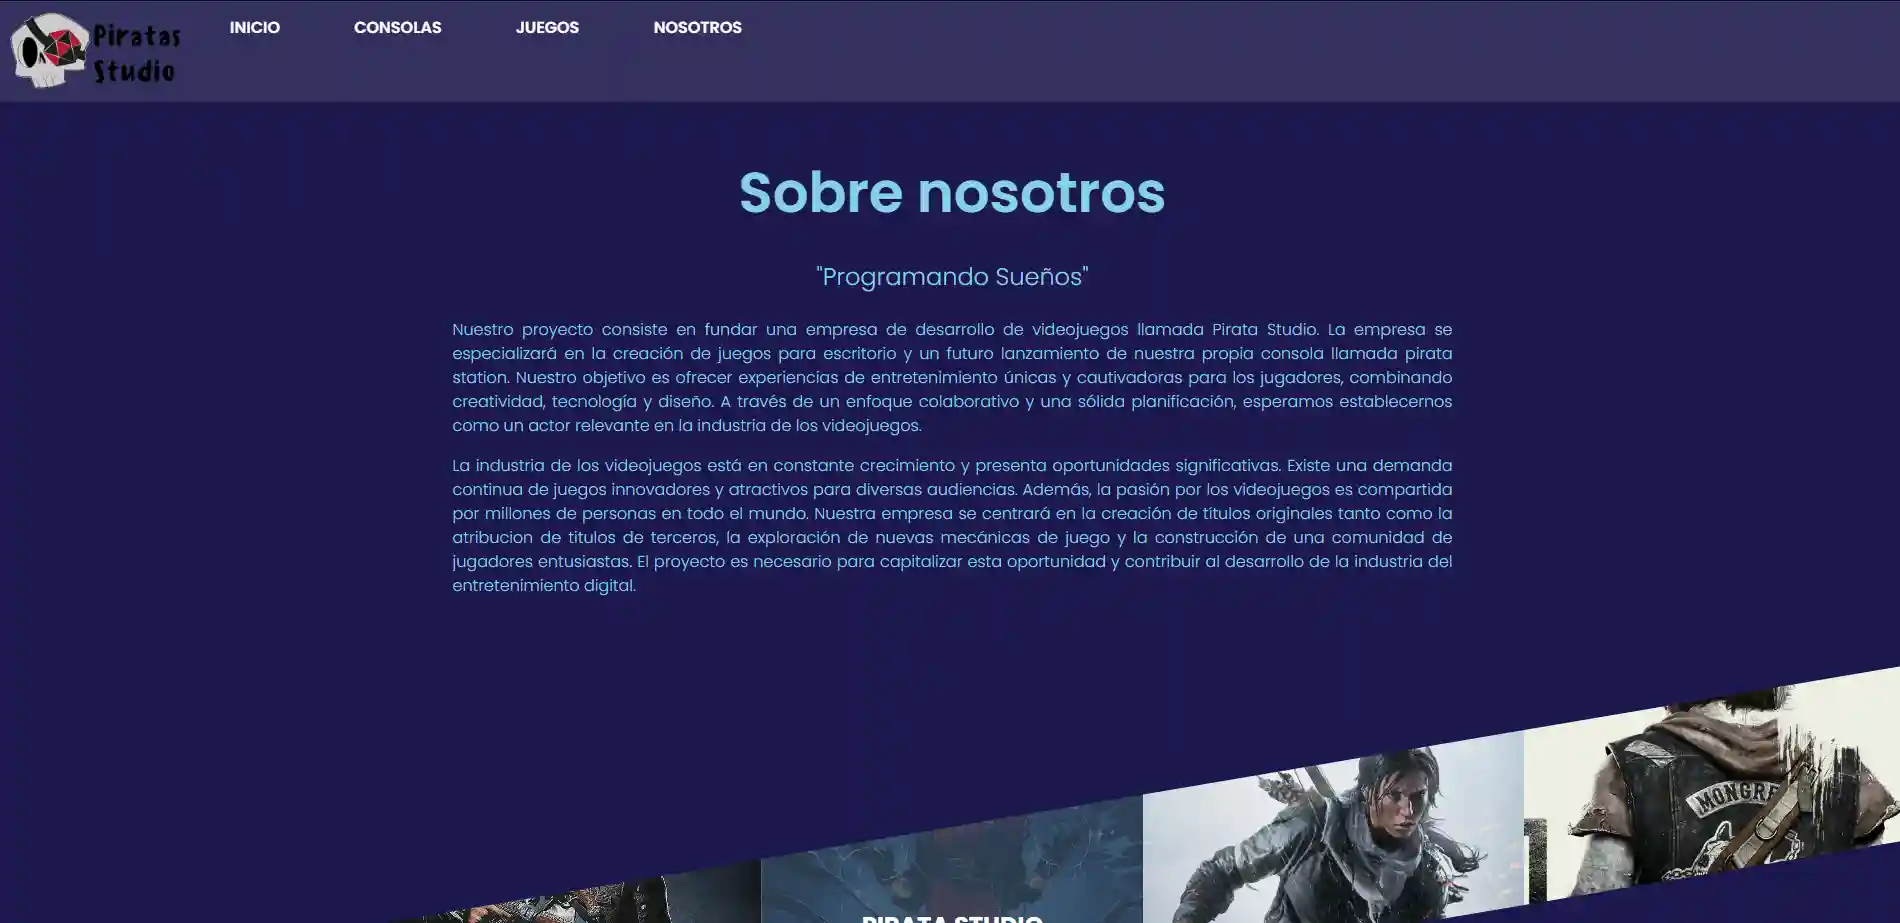 Piratas
Studio
INICIO CONSOLAS JUEGOS NOSOTROS
Sobre nosotros
"Programando Sueños"
Nuestro proyecto consiste en fundar una empresa de desarrollo de videojuegos llamada Pirata Studio. La empresa se
especializará en la creación de juegos para escritorio y un futuro lanzamiento de nuestra propia consola llamada pirata
station. Nuestro objetivo es ofrecer experiencias de entretenimiento únicas y cautivadoras para los jugadores, combinando
creatividad, tecnología y diseño. A través de un enfoque colaborativo y una sólida planificación, esperamos establecernos
como un actor relevante en la industria de los videojuegos.
La industria de los videojuegos está en constante crecimiento y presenta oportunidades significativas. Existe una demanda
continua de juegos innovadores y atractivos para diversas audiencias. Además, la pasión por los videojuegos es compartida
por millones de personas en todo el mundo. Nuestra empresa se centrará en la creación de títulos originales tanto como la
atribucion de titulos de terceros, la exploración de nuevas mecánicas de juego y la construcción de una comunidad de
jugadores entusiastas. El proyecto es necesario para capitalizar esta oportunidad y contribuir al desarrollo de la industria del
entretenimiento digital.
MONGRE
PIRATA STUDIO